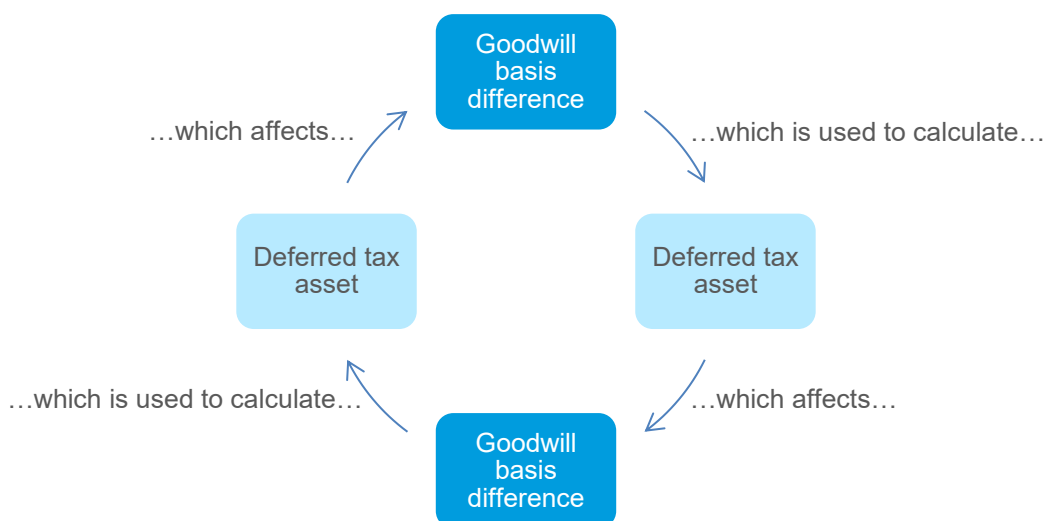 Goodwill
basis
difference
…which affects…
…which is used to calculate…
Deferred tax
asset
Deferred tax
asset
…which is used to calculate…
…which affects…
Goodwill
basis
difference